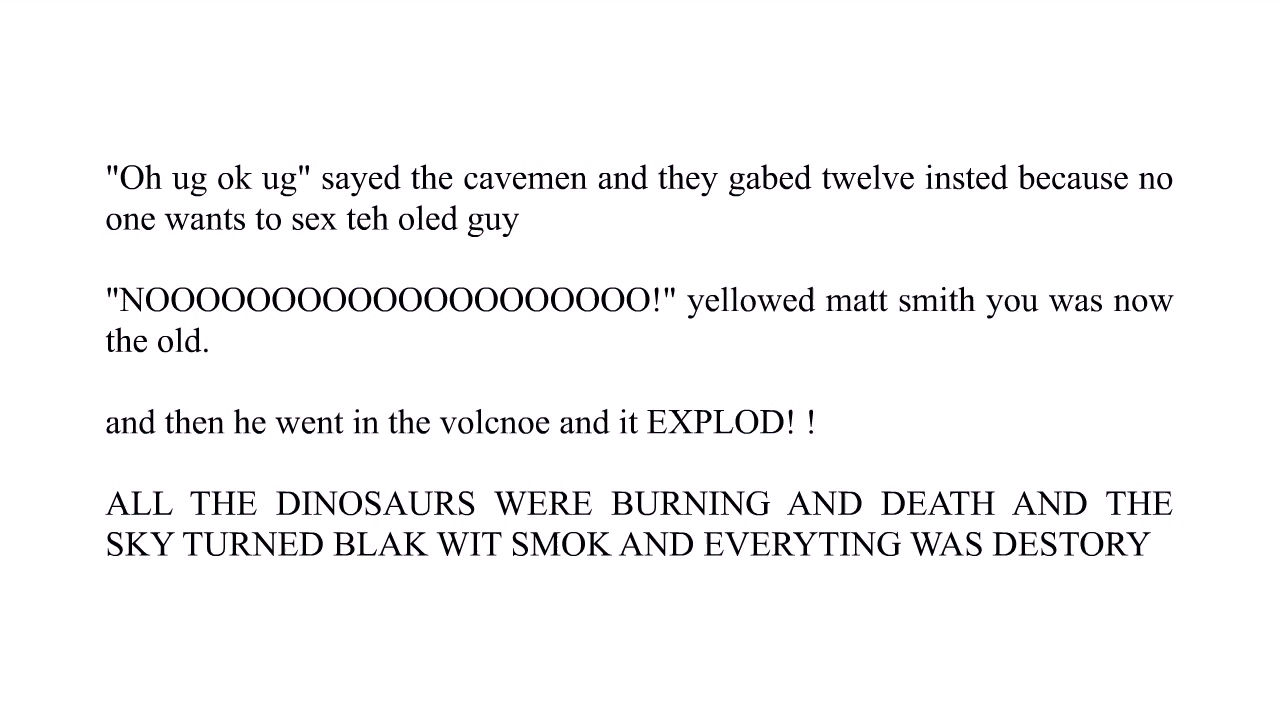 "Oh ug ok ug" sayed the cavemen and they gabed twelve insted because no
one wants to sex teh oled guy
"NOOOOOOOOOOOOOOOOOOOO!" yellowed matt smith you was now
the old.
and then he went in the volcnoe and it EXPLOD! !
ALL THE DINOSAURS WERE BURNING AND DEATH AND THE
SKY TURNED BLAK WIT SMOK AND EVERYTING WAS DESTORY